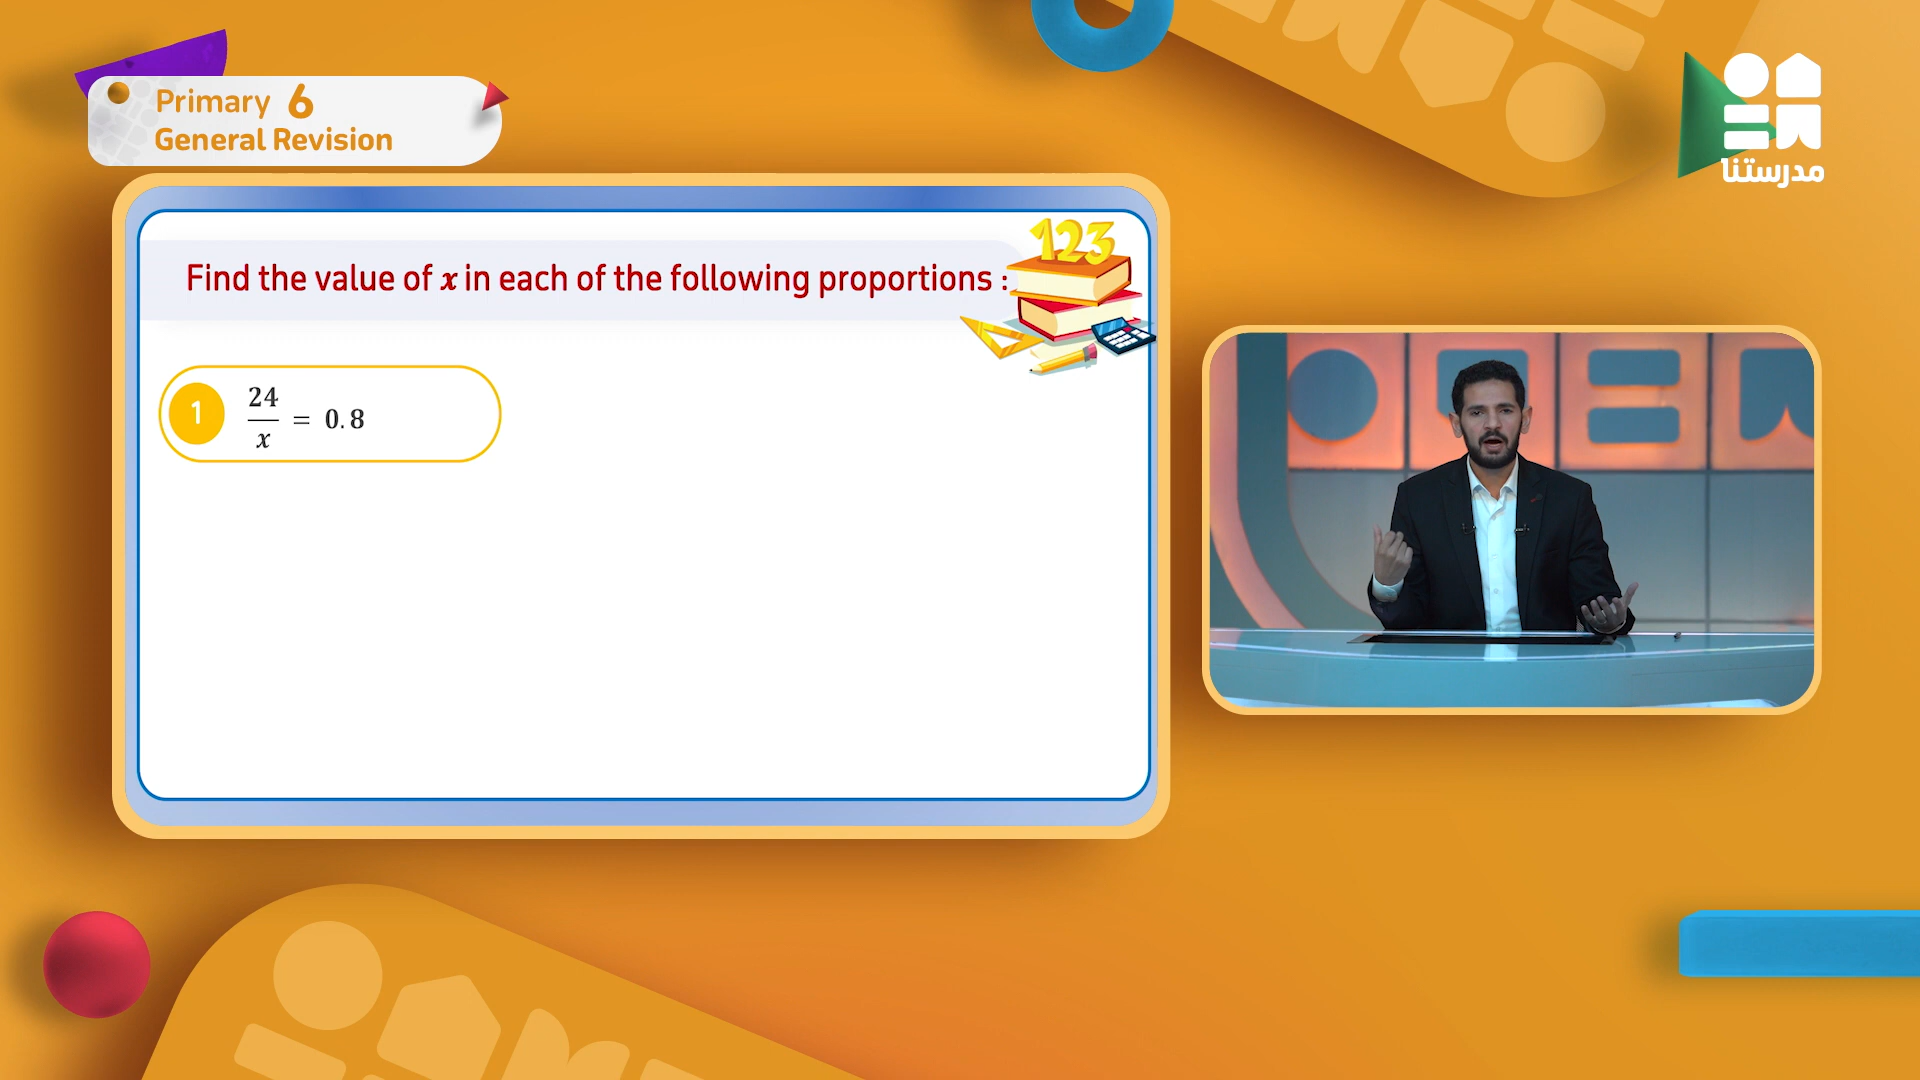 Primary 6
General Revision
مدرستنا
123
Find the value of x in each of the following proportions :
1
24
x
= 0.8